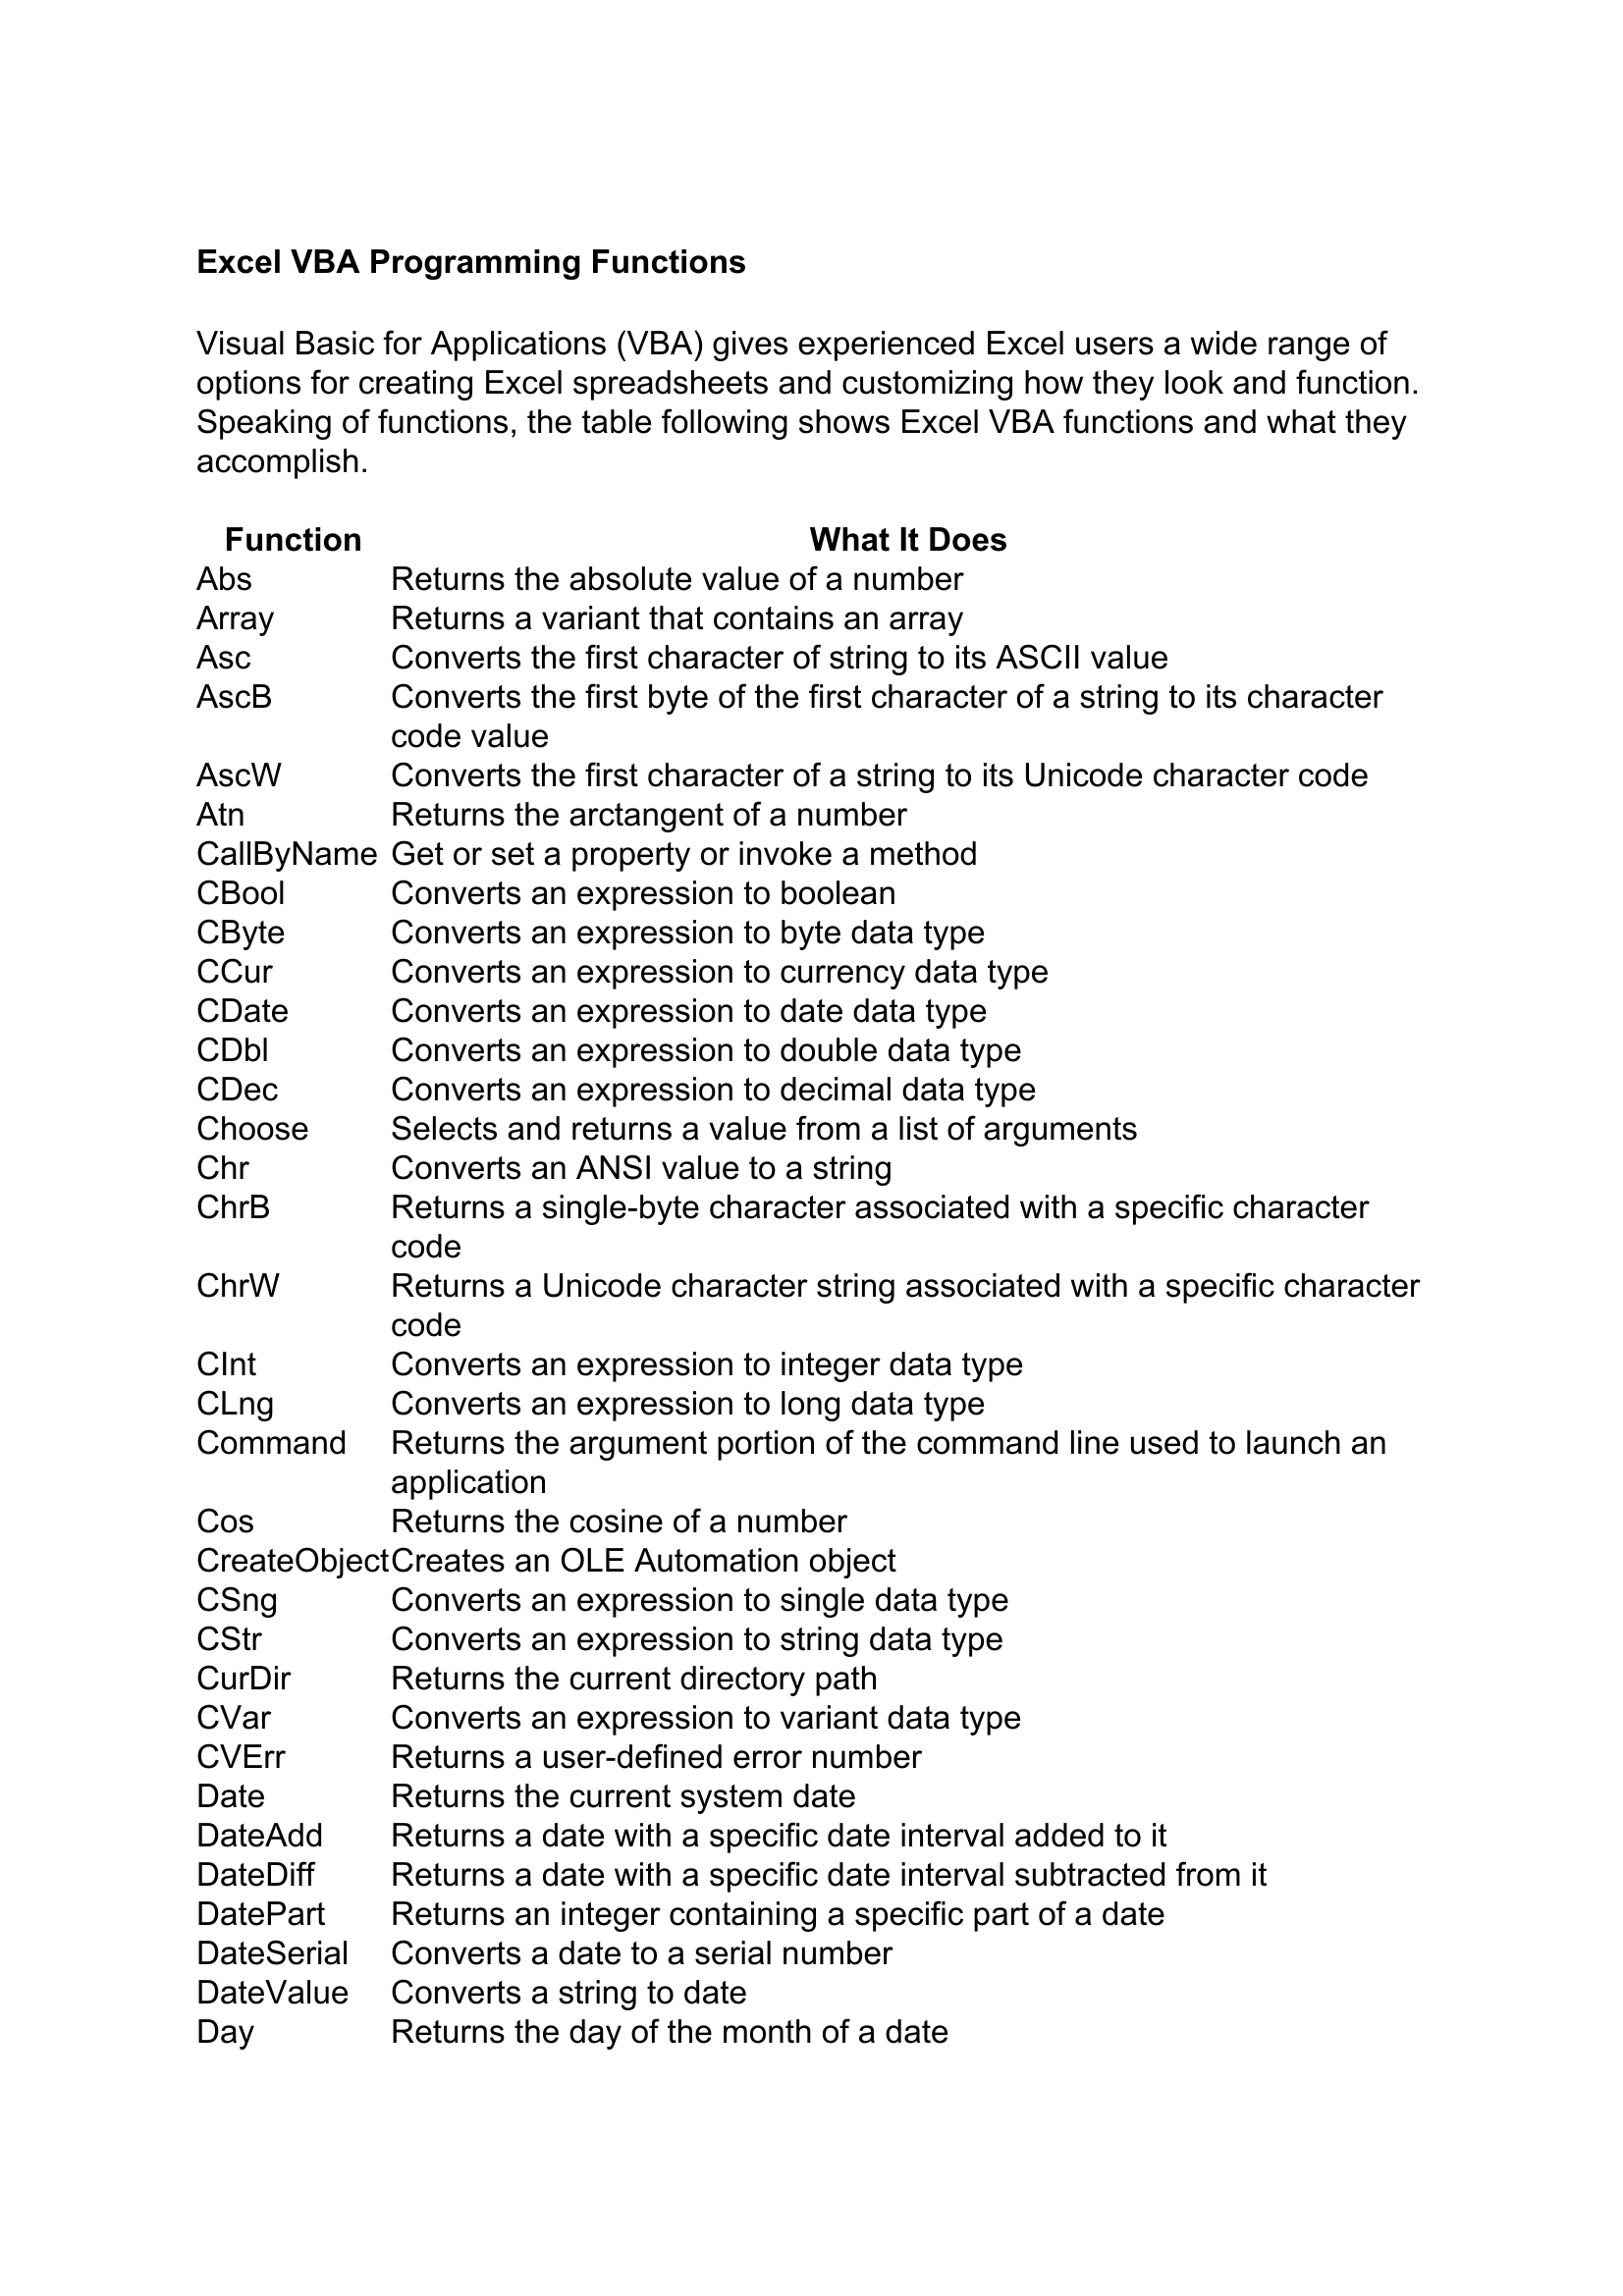 Excel VBA Programming Functions
Visual Basic for Applications (VBA) gives experienced Excel users a wide range of
options for creating Excel spreadsheets and customizing how they look and function.
Speaking of functions, the table following shows Excel VBA functions and what they
accomplish.
Function What It Does
Abs Returns the absolute value of a number
Array Returns a variant that contains an array
Asc Converts the first character of string to its ASCII value
AscB Converts the first byte of the first character of a string to its character
code value
AscW Converts the first character of a string to its Unicode character code
Atn Returns the arctangent of a number
CallByName Get or set a property or invoke a method
CBool Converts an expression to boolean
CByte Converts an expression to byte data type
CCur Converts an expression to currency data type
CDate Converts an expression to date data type
CDbl Converts an expression to double data type
CDec Converts an expression to decimal data type
Choose Selects and returns a value from a list of arguments
Chr Converts an ANSI value to a string
ChrB Returns a single-byte character associated with a specific character
code
ChrW Returns a Unicode character string associated with a specific character
code
CInt Converts an expression to integer data type
CLng Converts an expression to long data type
Command Returns the argument portion of the command line used to launch an
application
Cos Returns the cosine of a number
CreateObject Creates an OLE Automation object
CSng Converts an expression to single data type
CStr Converts an expression to string data type
CurDir Returns the current directory path
CVar Converts an expression to variant data type
CVErr Returns a user-defined error number
Date Returns the current system date
DateAdd Returns a date with a specific date interval added to it
DateDiff Returns a date with a specific date interval subtracted from it
DatePart Returns an integer containing a specific part of a date
DateSerial Converts a date to a serial number
DateValue Converts a string to date
Day Returns the day of the month of a date